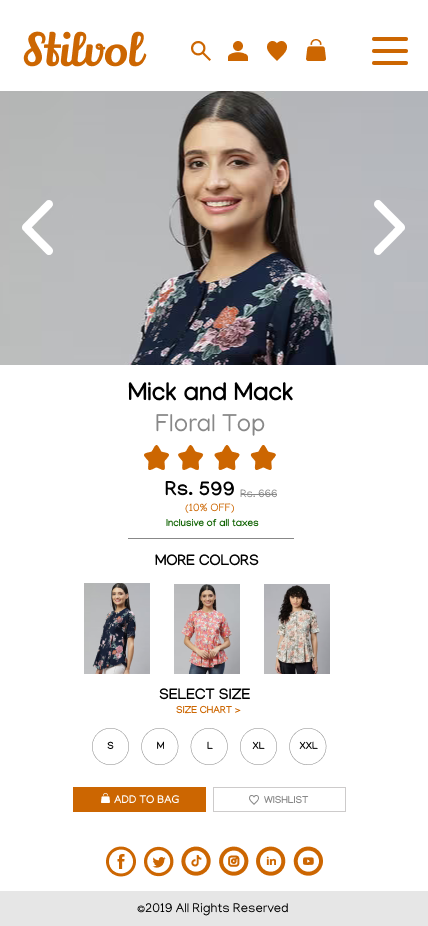 Stilvol
Mick and Mack
Floral Top
Rs. 599 Rs. 666
(10% OFF)
Inclusive of all taxes
MORE COLORS
SELECT SIZE
SIZE CHART >
S M L XL XXL
ADD TO BAG WISHLIST
©2019 All Rights Reserved